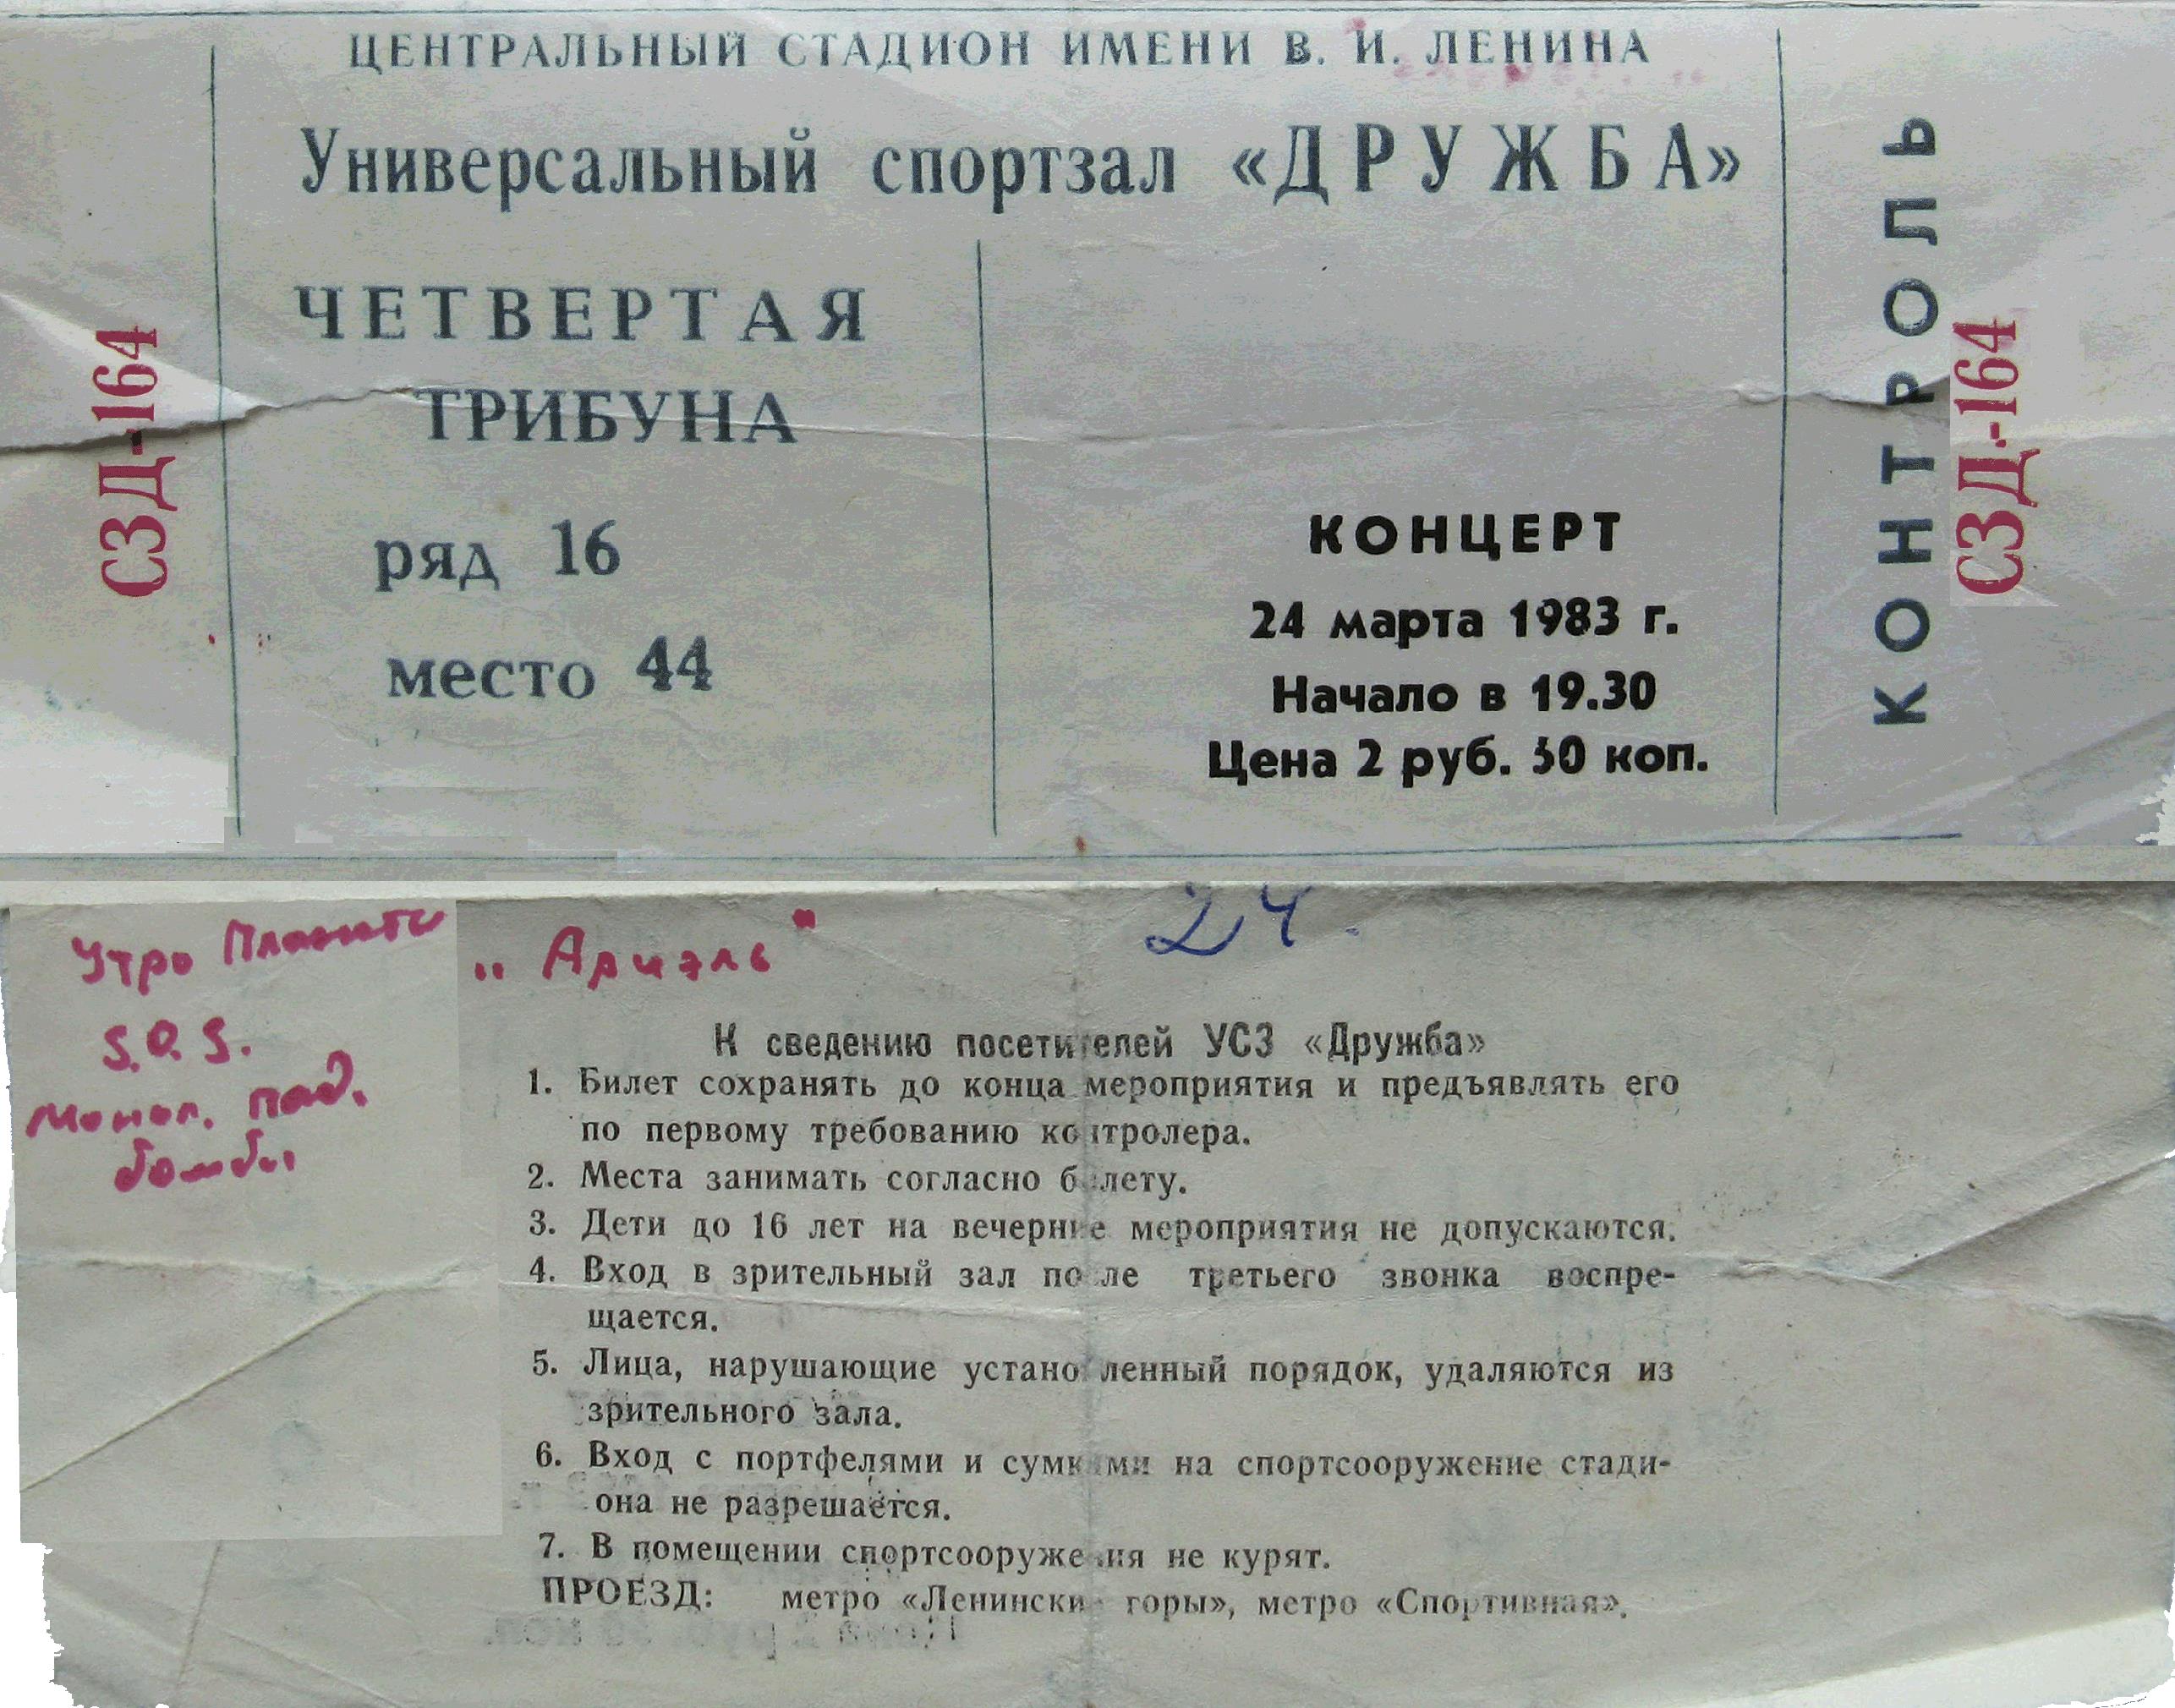 ЦЕНТРАЛЬНЫЙ СТАДИОН ИМЕНИ В. И. ЛЕНИНА
Универсальный спортзал «ДРУЖБА»
ЧЕТВЕРТАЯ
ТРИБУНА
ряд 16
место 44
КОНЦЕРТ
24 марта 1983 г.
Начало в 19.30
Цена 2 руб. 50 коп.
СЗД-164
КОНТРОЛЬ
СЗД-164
Утро Планеты
S.O.S.
Монол. пад.
бомбы
„Ариэль"
24.
К сведению посетителей УСЗ «Дружба»
1. Билет сохранять до конца мероприятия и предъявлять его
по первому требованию контролера.
2. Места занимать согласно билету.
3. Дети до 16 лет на вечерние мероприятия не допускаются.
4. Вход в зрительный зал после третьего звонка воспре-
щается.
5. Лица, нарушающие установленный порядок, удаляются из
зрительного зала.
6. Вход с портфелями и сумками на спортсооружение стади-
она не разрешается.
7. В помещении спортсооружения не курят.
ПРОЕЗД: метро «Ленинские горы», метро «Спортивная».